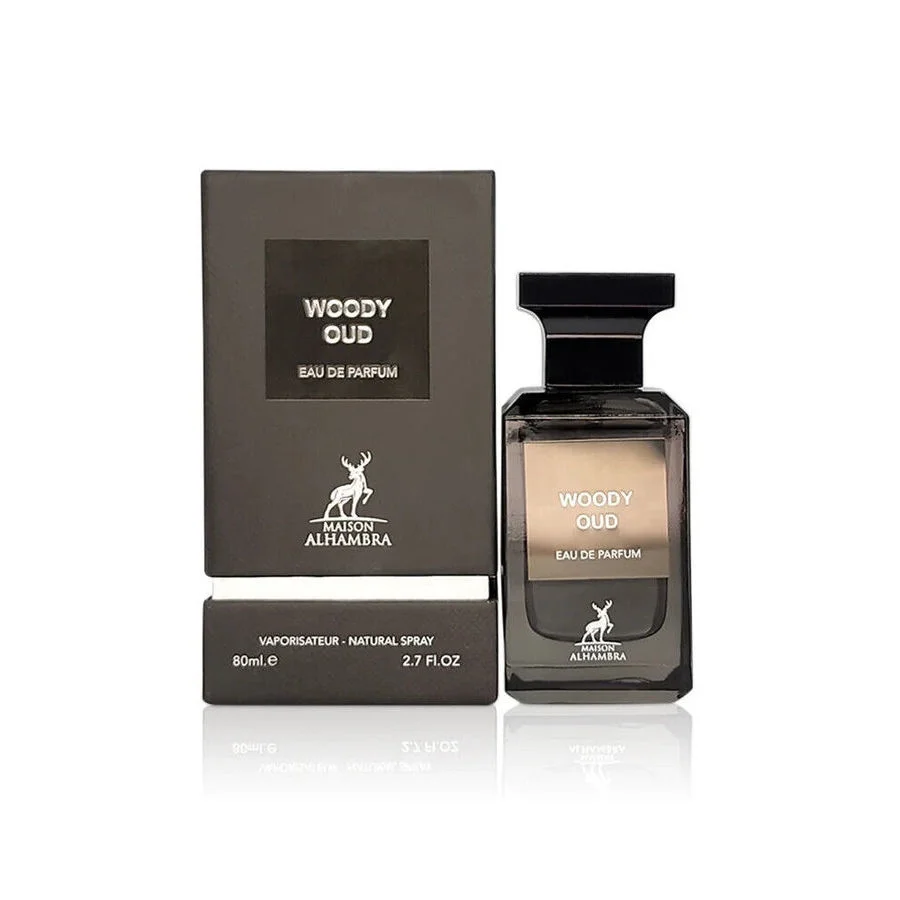 WOODY
OUD
EAU DE PARFUM
MAISON
ALHAMBRA
VAPORISATEUR - NATURAL SPRAY
80ml.e 2.7 Fl.OZ
WOODY
OUD
EAU DE PARFUM
MAISON
ALHAMBRA